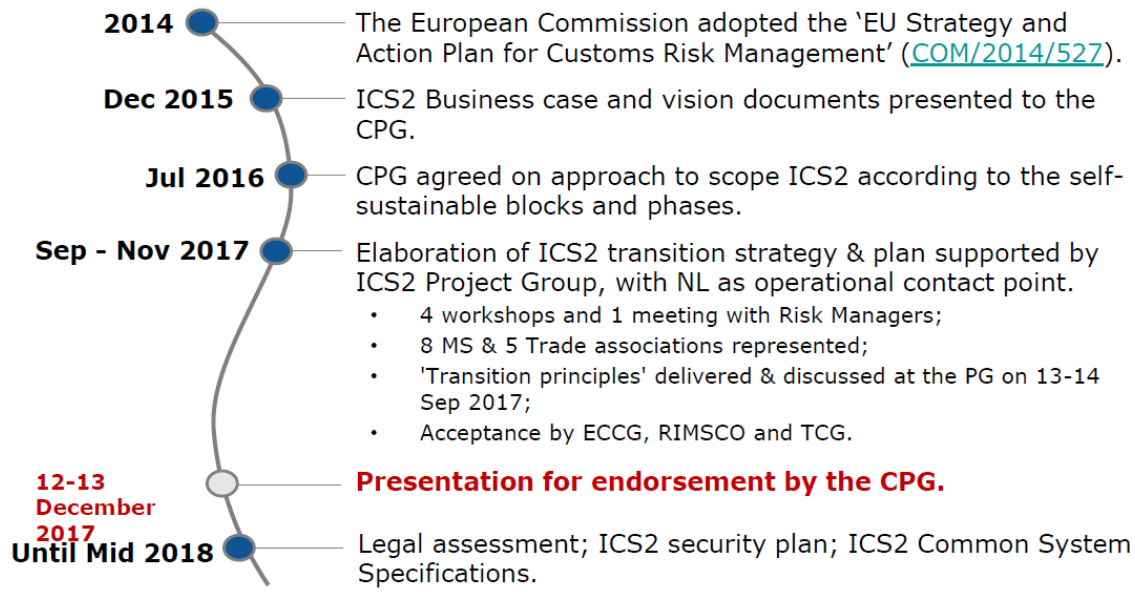 2014
The European Commission adopted the ‘EU Strategy and
Action Plan for Customs Risk Management’ (COM/2014/527).
Dec 2015
ICS2 Business case and vision documents presented to the
CPG.
Jul 2016
CPG agreed on approach to scope ICS2 according to the self-
sustainable blocks and phases.
Sep - Nov 2017
Elaboration of ICS2 transition strategy & plan supported by
ICS2 Project Group, with NL as operational contact point.
• 4 workshops and 1 meeting with Risk Managers;
• 8 MS & 5 Trade associations represented;
• 'Transition principles' delivered & discussed at the PG on 13-14
Sep 2017;
• Acceptance by ECCG, RIMSCO and TCG.
12-13
December
2017
Presentation for endorsement by the CPG.
Until Mid 2018
Legal assessment; ICS2 security plan; ICS2 Common System
Specifications.